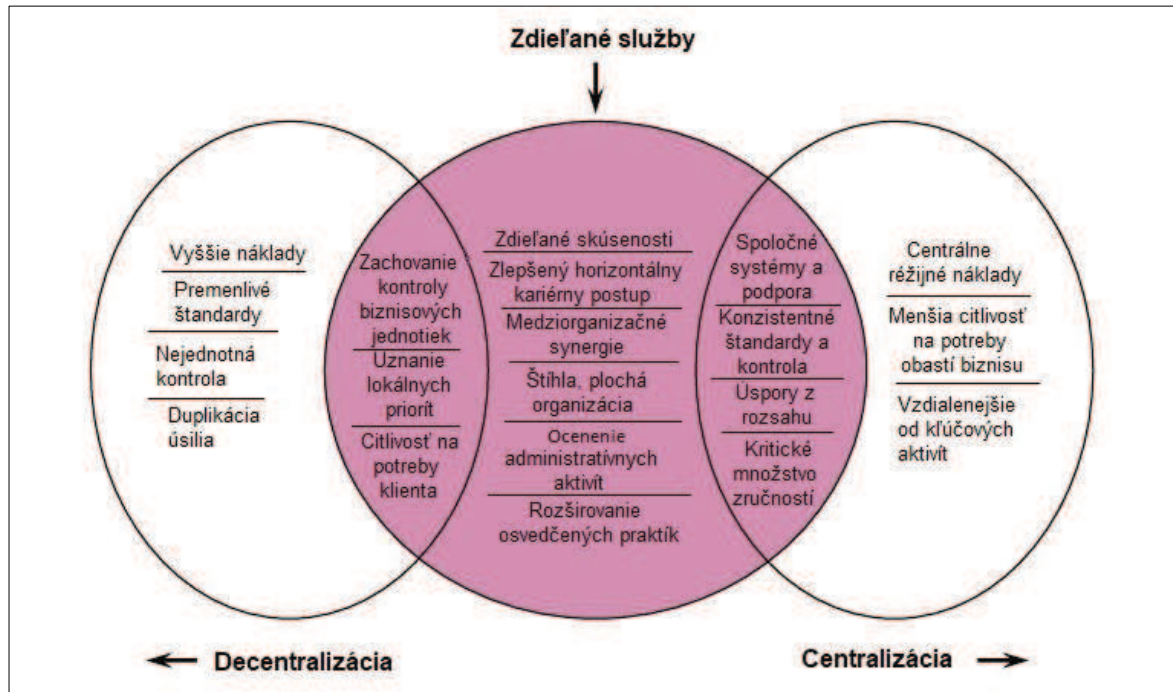 Zdieľané služby
Vyššie náklady
Premenlivé
štandardy
Nejednotná
kontrola
Duplikácia
úsilia
Zachovanie
kontroly
biznisových
jednotiek
Uznanie
lokálnych
priorít
Citlivosť na
potreby
klienta
Zdieľané skúsenosti
Zlepšený horizontálny
kariérny postup
Medziorganizačné
synergie
Štíhla, plochá
organizácia
Ocenenie
administratívnych
aktivít
Rozširovanie
osvedčených praktík
Spoločné
systémy a
podpora
Konzistentné
štandardy a
kontrola
Úspory z
rozsahu
Kritické
množstvo
zručností
Centrálne
réžijné náklady
Menšia citlivosť
na potreby
obastí biznisu
Vzdialenejšie
od kľúčových
aktivít
Decentralizácia
Centralizácia